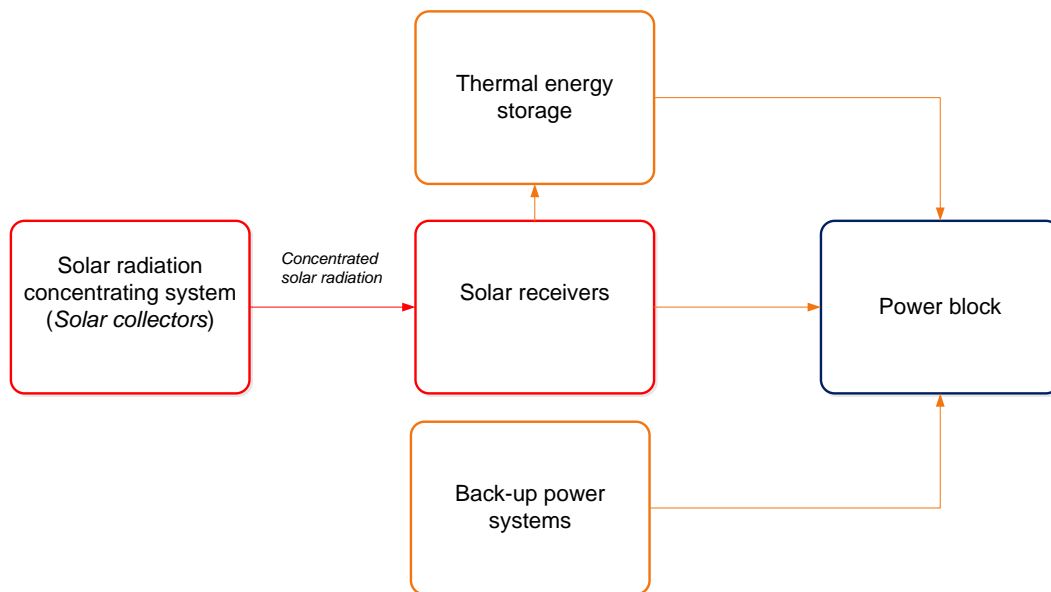 Thermal energy
storage
Solar radiation
concentrating system
(Solar collectors)
Concentrated
solar radiation
Solar receivers
Power block
Back-up power
systems